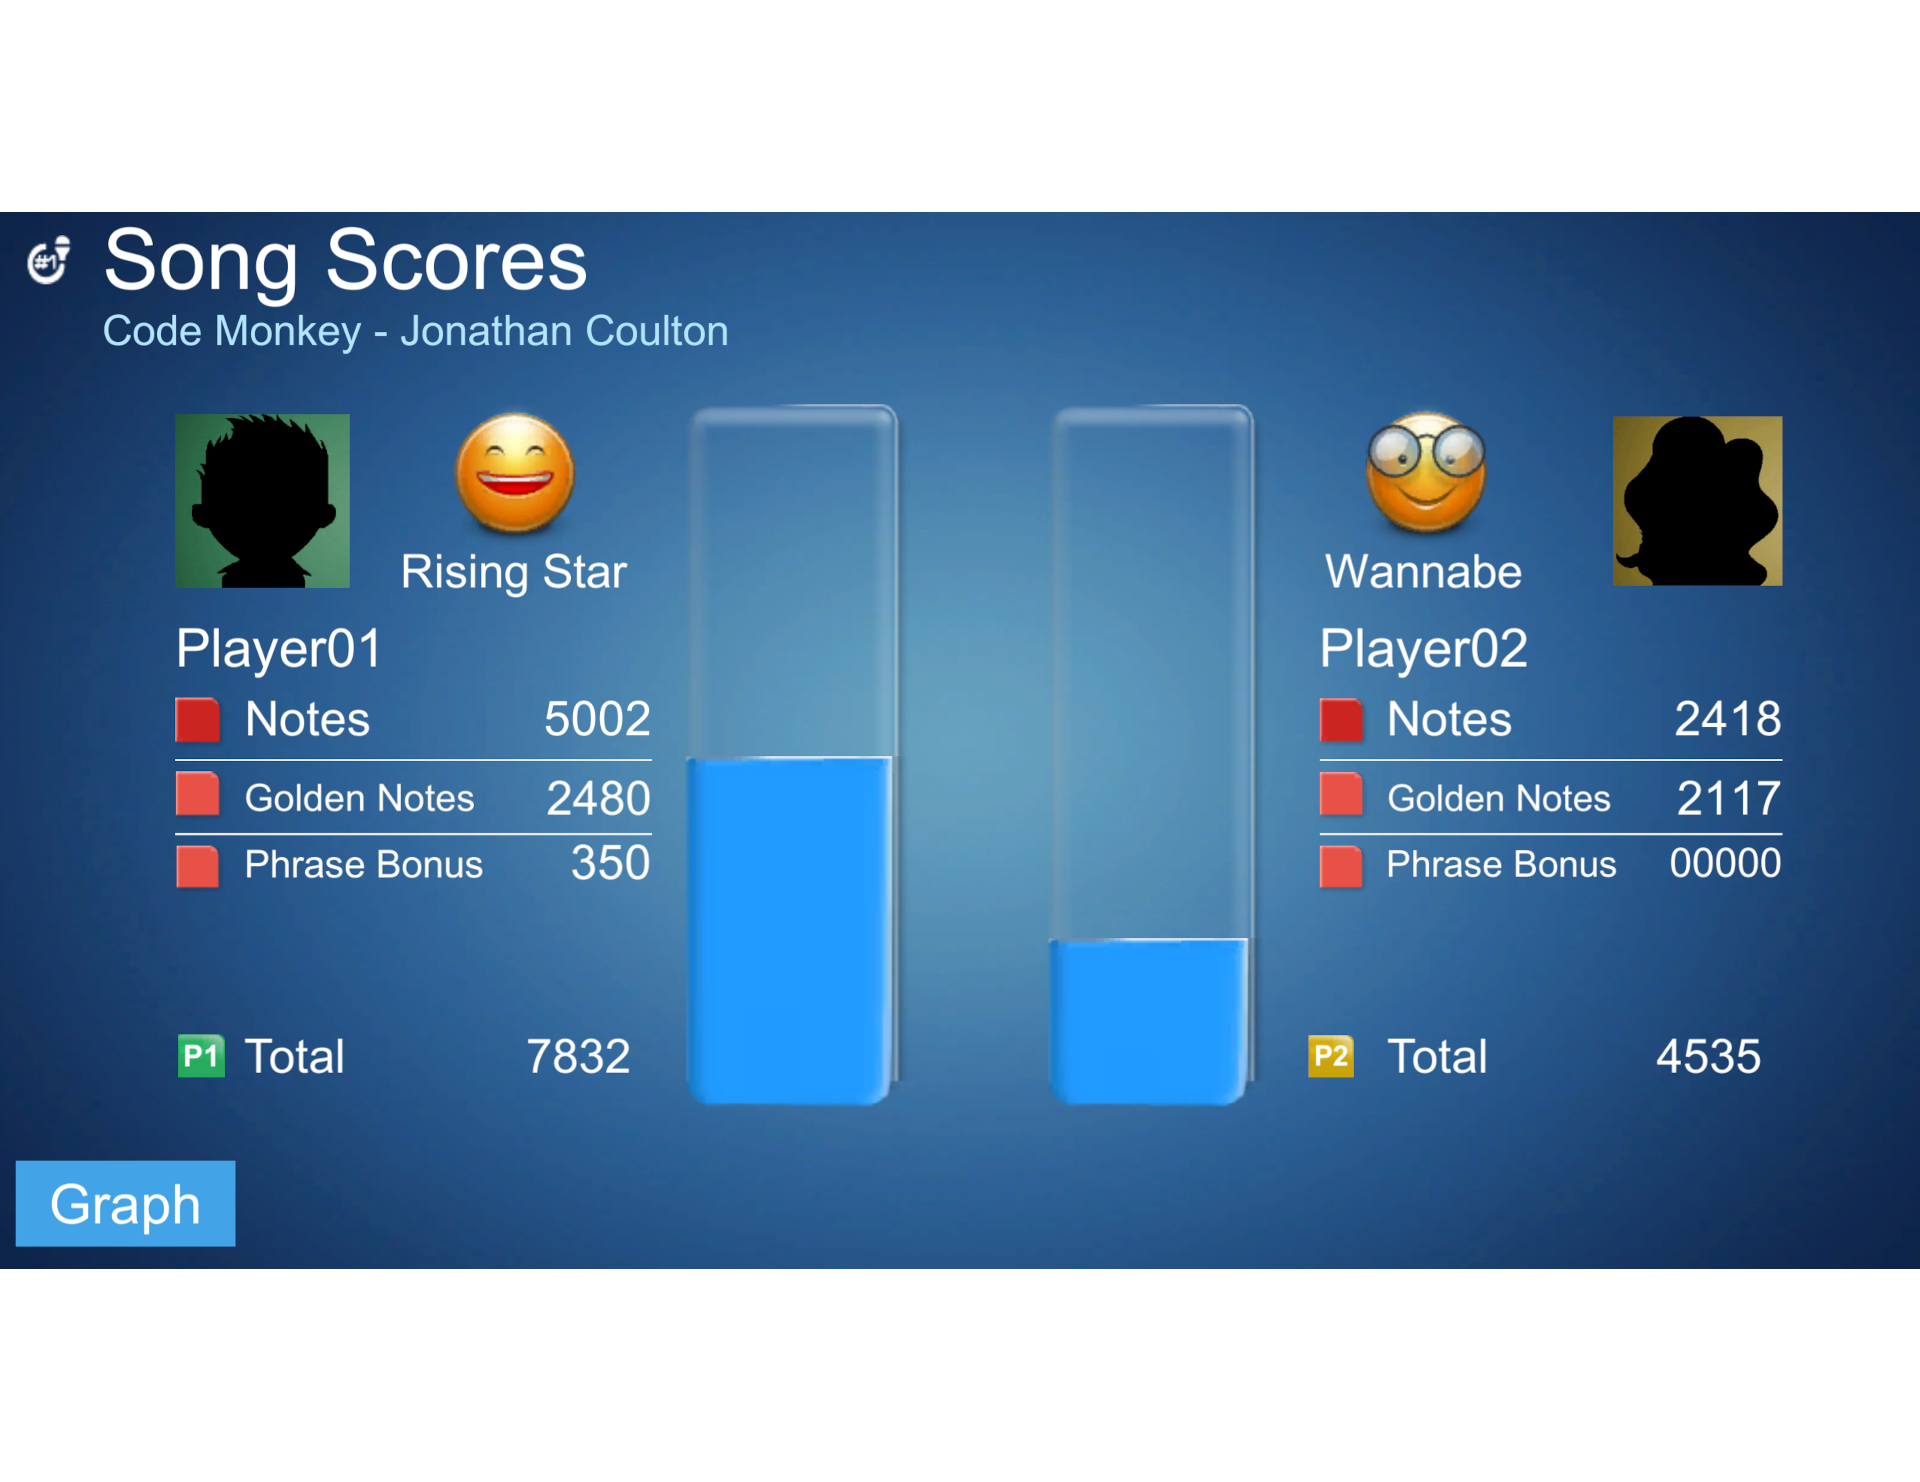 #1
Song Scores
Code Monkey - Jonathan Coulton
Rising Star
Player01
Notes 5002
Golden Notes 2480
Phrase Bonus 350
P1 Total 7832
Wannabe
Player02
Notes 2418
Golden Notes 2117
Phrase Bonus 00000
P2 Total 4535
Graph